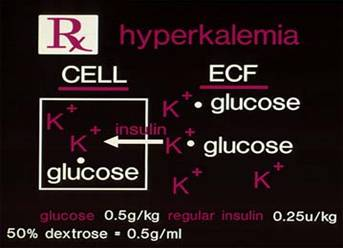 Rx hyperkalemia
CELL ECF
K+ K+ • glucose
K+ insulin K+ • glucose
• glucose K+ K+
glucose 0.5g/kg regular insulin 0.25u/kg
50% dextrose = 0.5g/ml